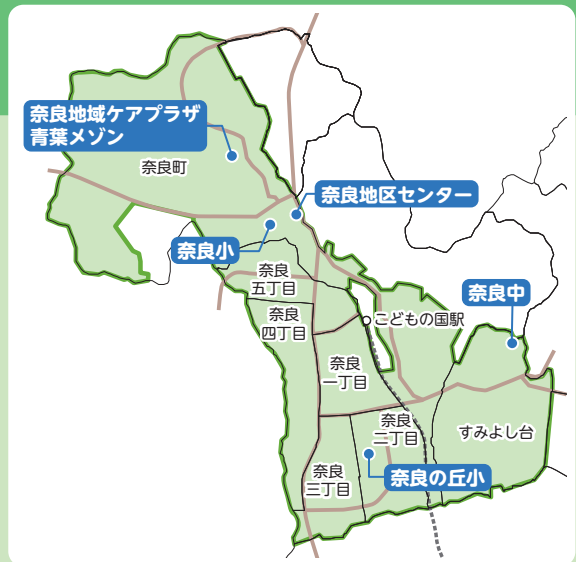 奈良地域ケアプラザ
青葉メゾン
奈良町
奈良地区センター
奈良小
奈良
五丁目
奈良中
奈良
四丁目
こどもの国駅
奈良
一丁目
奈良
二丁目
すみよし台
奈良
三丁目
奈良の丘小